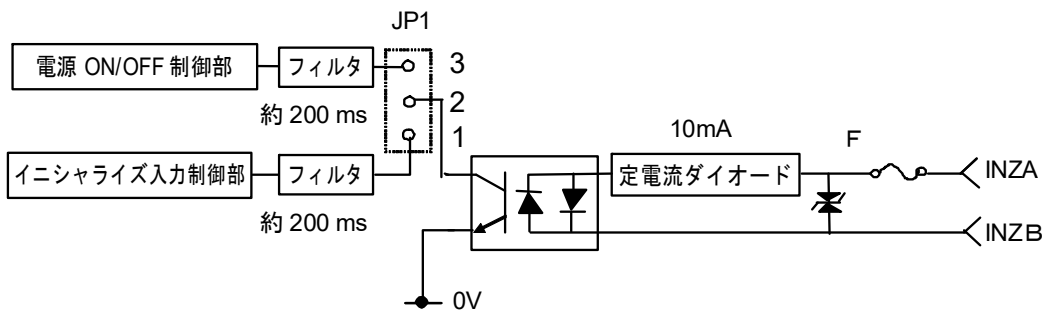 JP1
電源 ON/OFF 制御部
フィルタ
3
約 200 ms
2
1
10mA
F
イニシャライズ入力制御部
フィルタ
定電流ダイオード
INZA
約 200 ms
INZB
0V